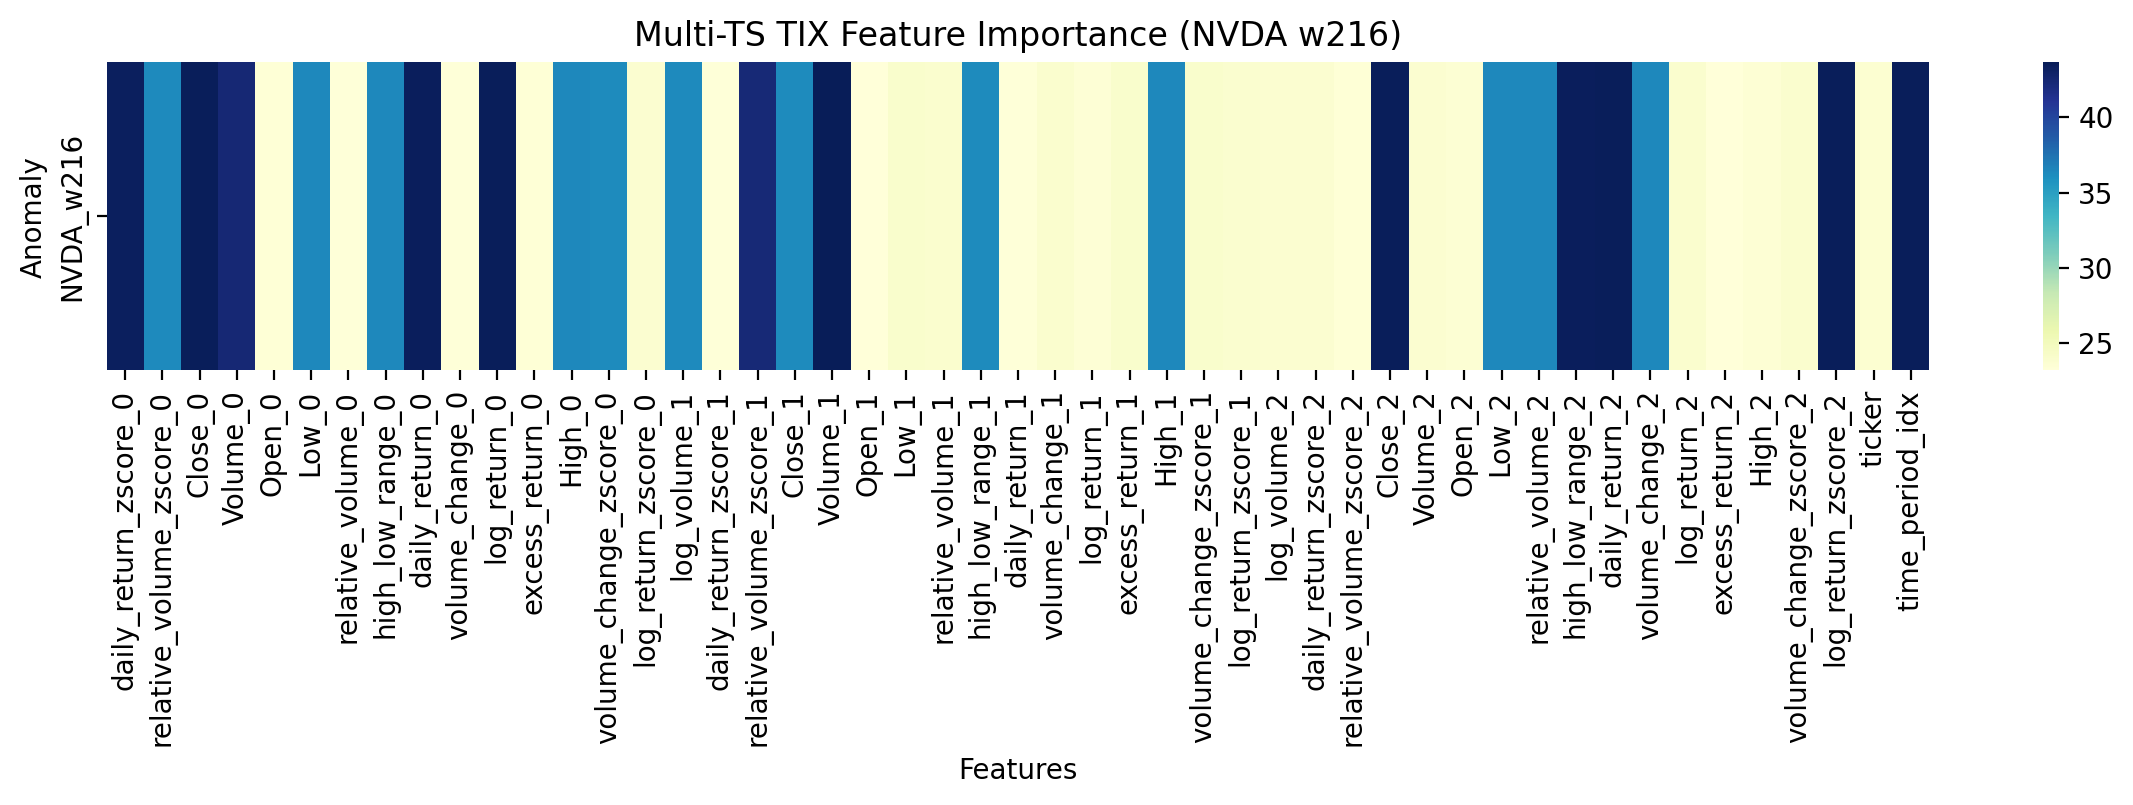 Multi-TS TIX Feature Importance (NVDA w216)
Anomaly
NVDA_w216
40
35
30
25
daily_return_zscore_0
relative_volume_zscore_0
Close_0
Volume_0
Open_0
Low_0
relative_volume_0
high_low_range_0
daily_return_0
volume_change_0
log_return_0
excess_return_0
High_0
volume_change_zscore_0
log_return_zscore_0
log_volume_1
daily_return_zscore_1
relative_volume_zscore_1
Close_1
Volume_1
Open_1
Low_1
relative_volume_1
high_low_range_1
daily_return_1
volume_change_1
log_return_1
excess_return_1
High_1
volume_change_zscore_1
log_return_zscore_1
log_volume_2
daily_return_zscore_2
relative_volume_zscore_2
Close_2
Volume_2
Open_2
Low_2
relative_volume_2
high_low_range_2
daily_return_2
volume_change_2
log_return_2
excess_return_2
High_2
volume_change_zscore_2
log_return_zscore_2
ticker
time_period_idx
Features